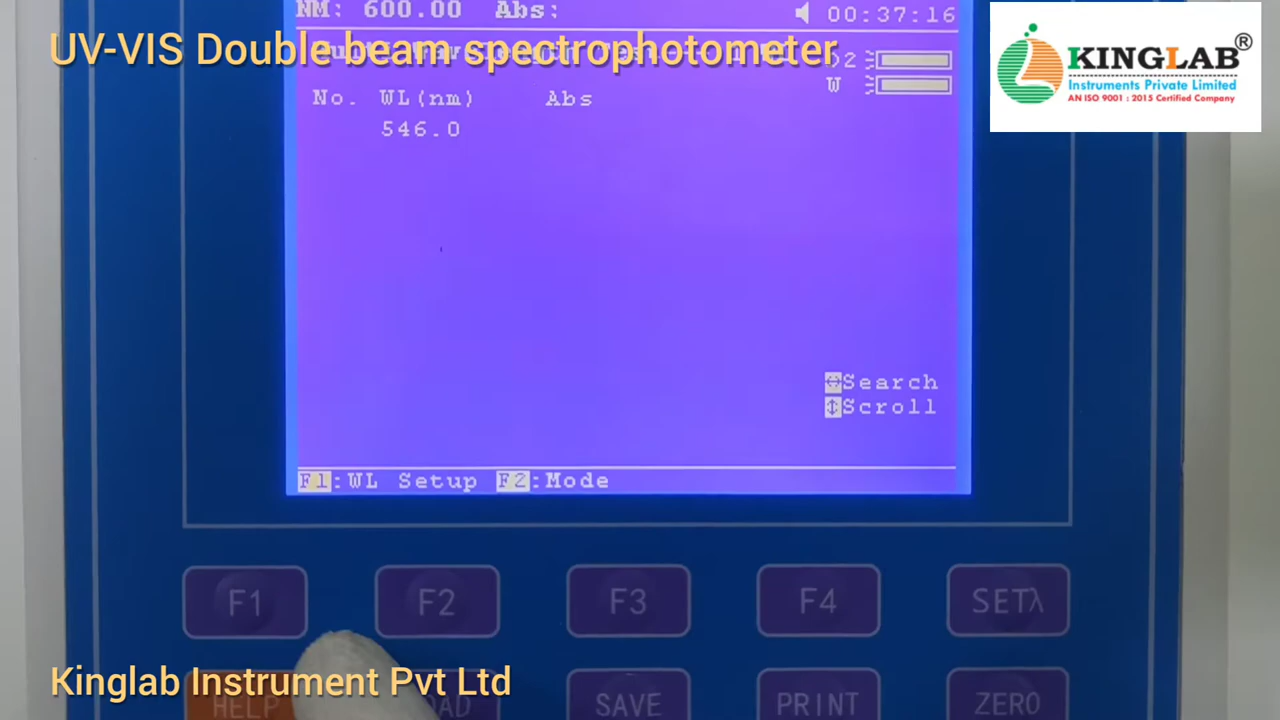 NM: 600.00 Abs: 00:37:16
UV-VIS Double beam spectrophotometer
W
No. WL(nm) Abs
546.0
Search
Scroll
F1:WL Setup F2:Mode
F1 F2 F3 F4 SETλ
HELP SAVE PRINT ZERO
Kinglab Instrument Pvt Ltd
KINGLAB®
Instruments Private Limited
AN ISO 9001 : 2015 Certified Company